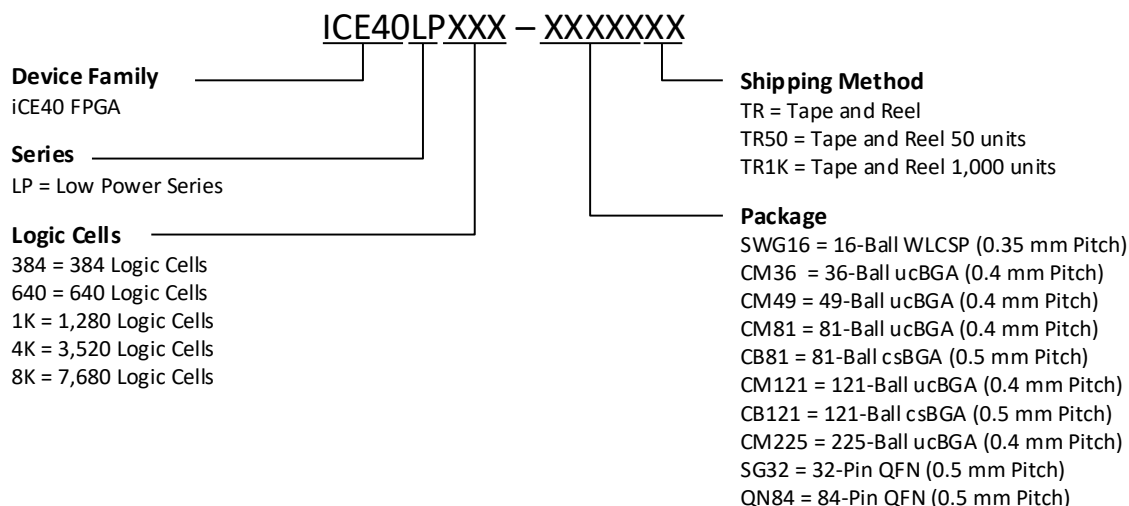 ICE40LPXXX – XXXXXXX
Device Family
iCE40 FPGA
Series
LP = Low Power Series
Logic Cells
384 = 384 Logic Cells
640 = 640 Logic Cells
1K = 1,280 Logic Cells
4K = 3,520 Logic Cells
8K = 7,680 Logic Cells
Shipping Method
TR = Tape and Reel
TR50 = Tape and Reel 50 units
TR1K = Tape and Reel 1,000 units
Package
SWG16 = 16-Ball WLCSP (0.35 mm Pitch)
CM36 = 36-Ball ucBGA (0.4 mm Pitch)
CM49 = 49-Ball ucBGA (0.4 mm Pitch)
CM81 = 81-Ball ucBGA (0.4 mm Pitch)
CB81 = 81-Ball csBGA (0.5 mm Pitch)
CM121 = 121-Ball ucBGA (0.4 mm Pitch)
CB121 = 121-Ball csBGA (0.5 mm Pitch)
CM225 = 225-Ball ucBGA (0.4 mm Pitch)
SG32 = 32-Pin QFN (0.5 mm Pitch)
QN84 = 84-Pin QFN (0.5 mm Pitch)